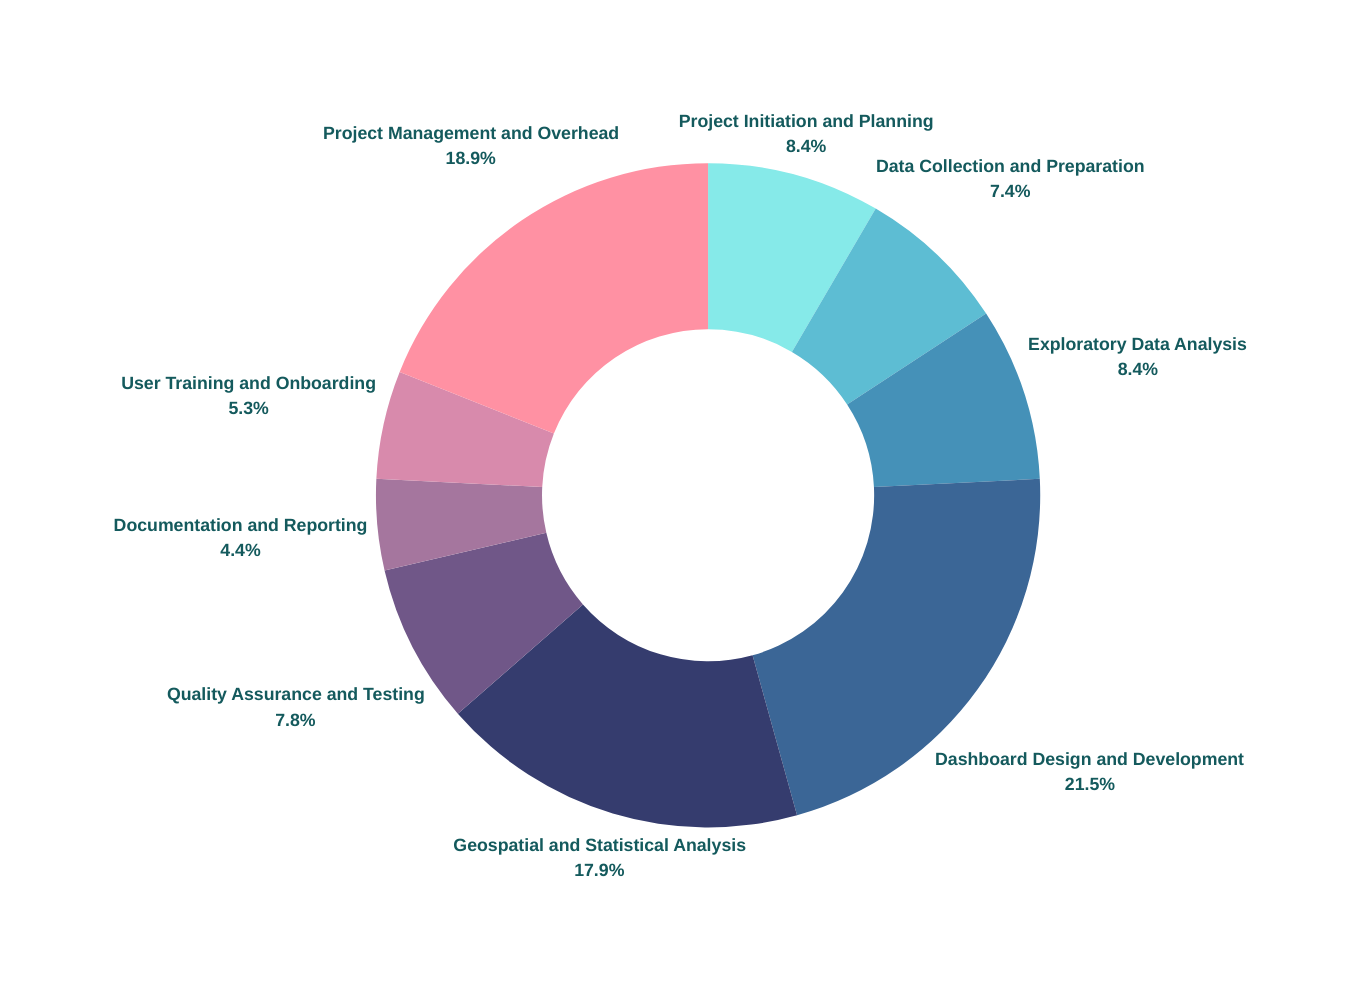 Project Initiation and Planning
8.4%
Data Collection and Preparation
7.4%
Exploratory Data Analysis
8.4%
Dashboard Design and Development
21.5%
Geospatial and Statistical Analysis
17.9%
Quality Assurance and Testing
7.8%
Documentation and Reporting
4.4%
User Training and Onboarding
5.3%
Project Management and Overhead
18.9%